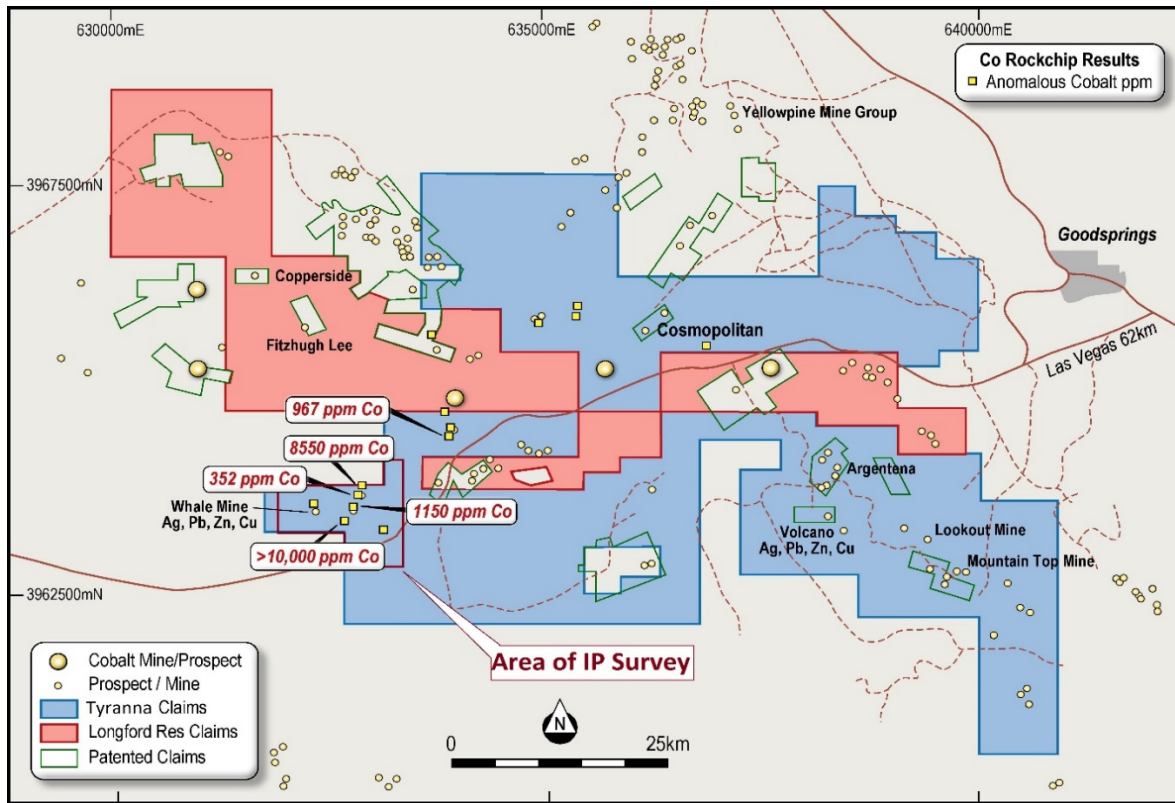 630000mE
635000mE
640000mE
Co Rockchip Results
Anomalous Cobalt ppm
Yellowpine Mine Group
3967500mN
Goodsprings
Copperside
Cosmopolitan
Fitzhugh Lee
Las Vegas 62km
967 ppm Co
8550 ppm Co
352 ppm Co
Argentena
Whale Mine
Ag, Pb, Zn, Cu
1150 ppm Co
Volcano
Ag, Pb, Zn, Cu
Lookout Mine
>10,000 ppm Co
Mountain Top Mine
3962500mN
Area of IP Survey
Cobalt Mine/Prospect
Prospect / Mine
Tyranna Claims
Longford Res Claims
Patented Claims
N
0
25km